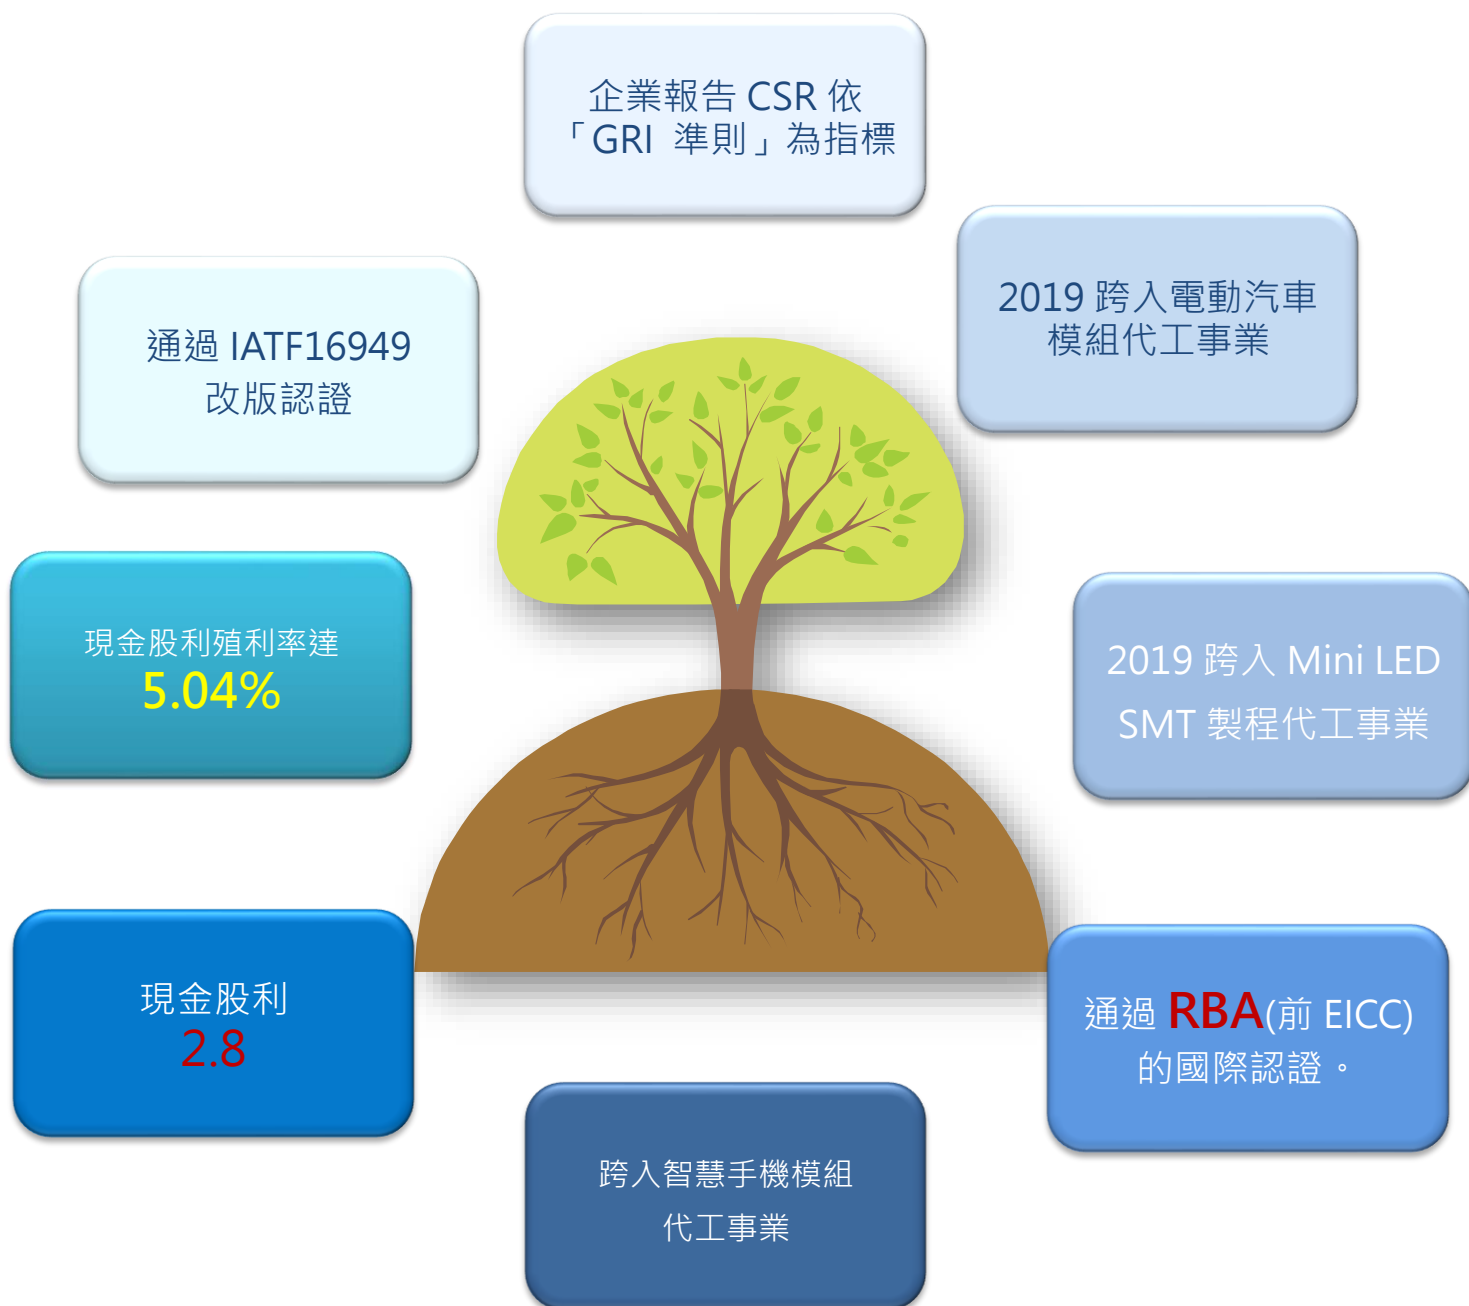 企業報告 CSR 依
「GRI 準則」為指標
2019 跨入電動汽車
模組代工事業
通過 IATF16949
改版認證
現金股利殖利率達
5.04%
2019 跨入 Mini LED
SMT 製程代工事業
現金股利
2.8
通過 RBA(前 EICC)
的國際認證。
跨入智慧手機模組
代工事業